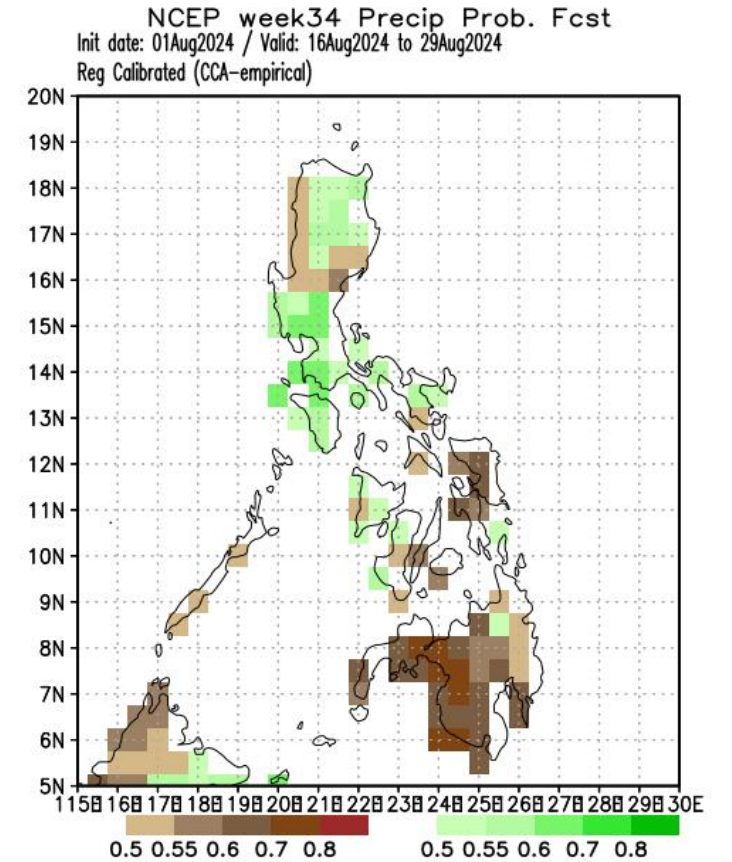 NCEP week34 Precip Prob. Fcst
Init date: 01Aug2024 / Valid: 16Aug2024 to 29Aug2024
Reg Calibrated (CCA-empirical)
20N
19N
18N
17N
16N
15N
14N
13N
12N
11N
10N
9N
8N
7N
6N
5N
115E 116E 117E 118E 119E 120E 121E 122E 123E 124E 125E 126E 127E 128E 129E 130E
0.5 0.55 0.6 0.7 0.8 0.5 0.55 0.6 0.7 0.8